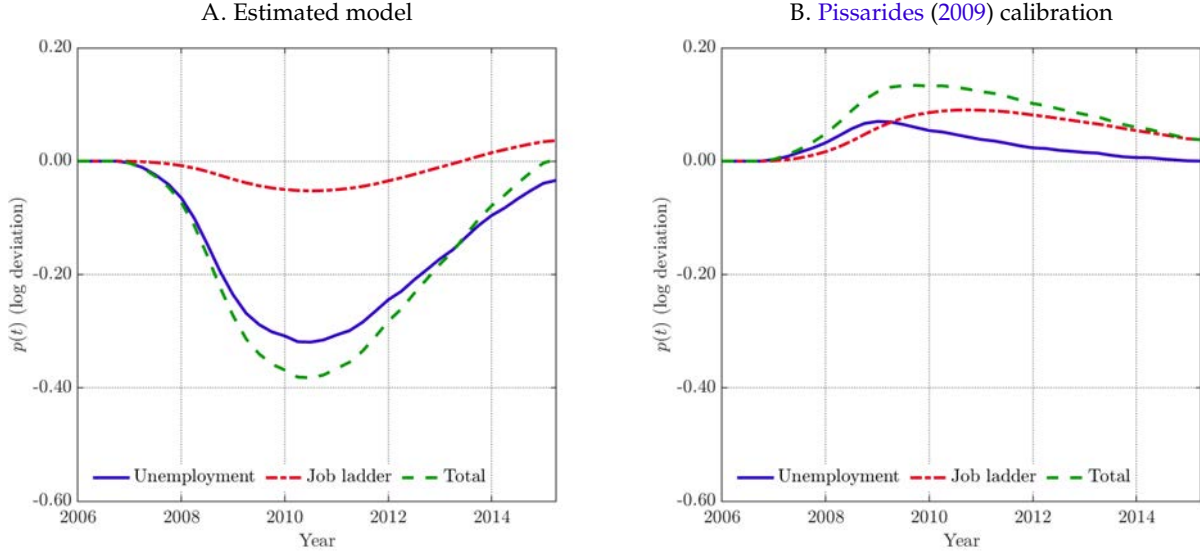 A. Estimated model
0.20
0.00
-0.20
-0.40
-0.60
p(t) (log deviation)
Unemployment Job ladder Total
2006 2008 2010 2012 2014
Year
B. Pissarides (2009) calibration
0.20
0.00
-0.20
-0.40
-0.60
p(t) (log deviation)
Unemployment Job ladder Total
2006 2008 2010 2012 2014
Year